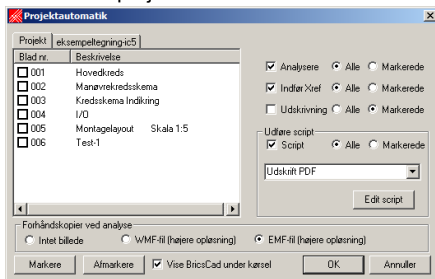 Projektautomatik
Projekt eksempeltegning-ic5
Blad nr. Beskrivelse
001 Hovedkreds
002 Manøvrekredsskema
003 Kredsskema Indikring
004 I/O
005 Montagelayout Skala 1:5
006 Test-1
Analysere Alle Markerede
Indfør Xref Alle Markerede
Udskrivning Alle Markerede
Udføre script
Script Alle Markerede
Udskrift PDF
Edit script
Forhåndskopier ved analyse
Intet billede WMF-fil (højere opløsning) EMF-fil (højere opløsning)
Markere Afmarkere Vise BricsCad under kørsel OK Annuller